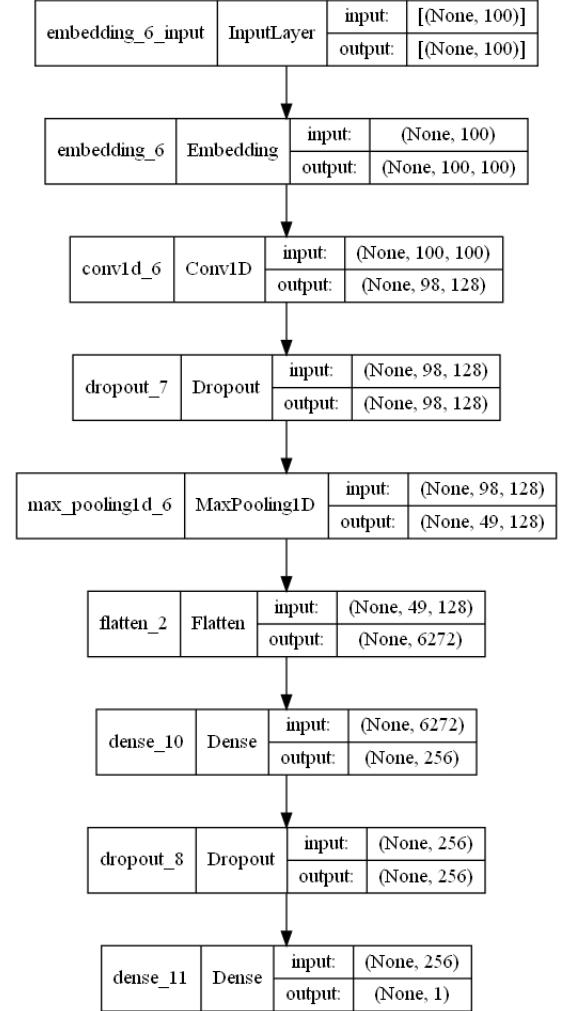 embedding_6_input InputLayer input: [(None, 100)]
output: [(None, 100)]
embedding_6 Embedding input: (None, 100)
output: (None, 100, 100)
conv1d_6 Conv1D input: (None, 100, 100)
output: (None, 98, 128)
dropout_7 Dropout input: (None, 98, 128)
output: (None, 98, 128)
max_pooling1d_6 MaxPooling1D input: (None, 98, 128)
output: (None, 49, 128)
flatten_2 Flatten input: (None, 49, 128)
output: (None, 6272)
dense_10 Dense input: (None, 6272)
output: (None, 256)
dropout_8 Dropout input: (None, 256)
output: (None, 256)
dense_11 Dense input: (None, 256)
output: (None, 1)